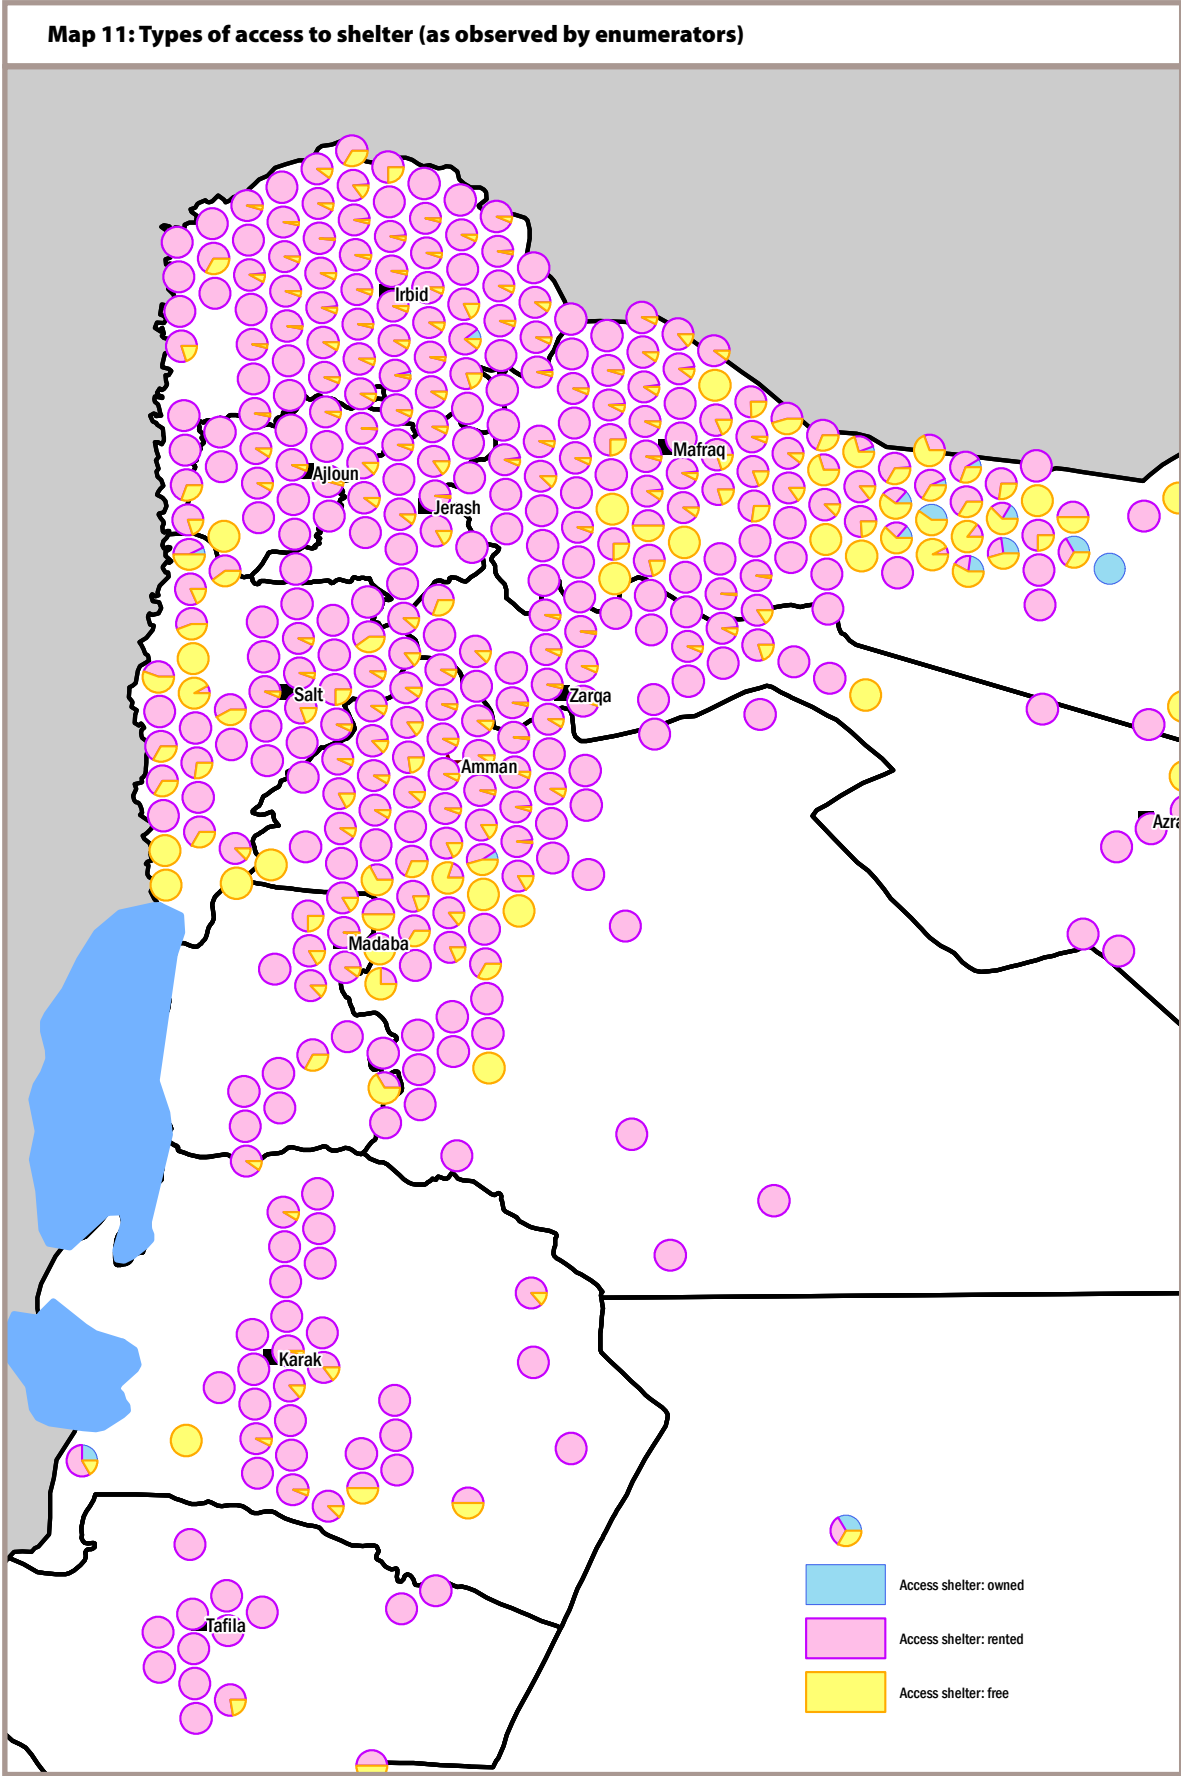 Map 11: Types of access to shelter (as observed by enumerators)
Irbid
Mafraq
Ajloun
Jerash
Salt
Zarqa
Amman
Azra
Madaba
Karak
Tafila
Access shelter: owned
Access shelter: rented
Access shelter: free